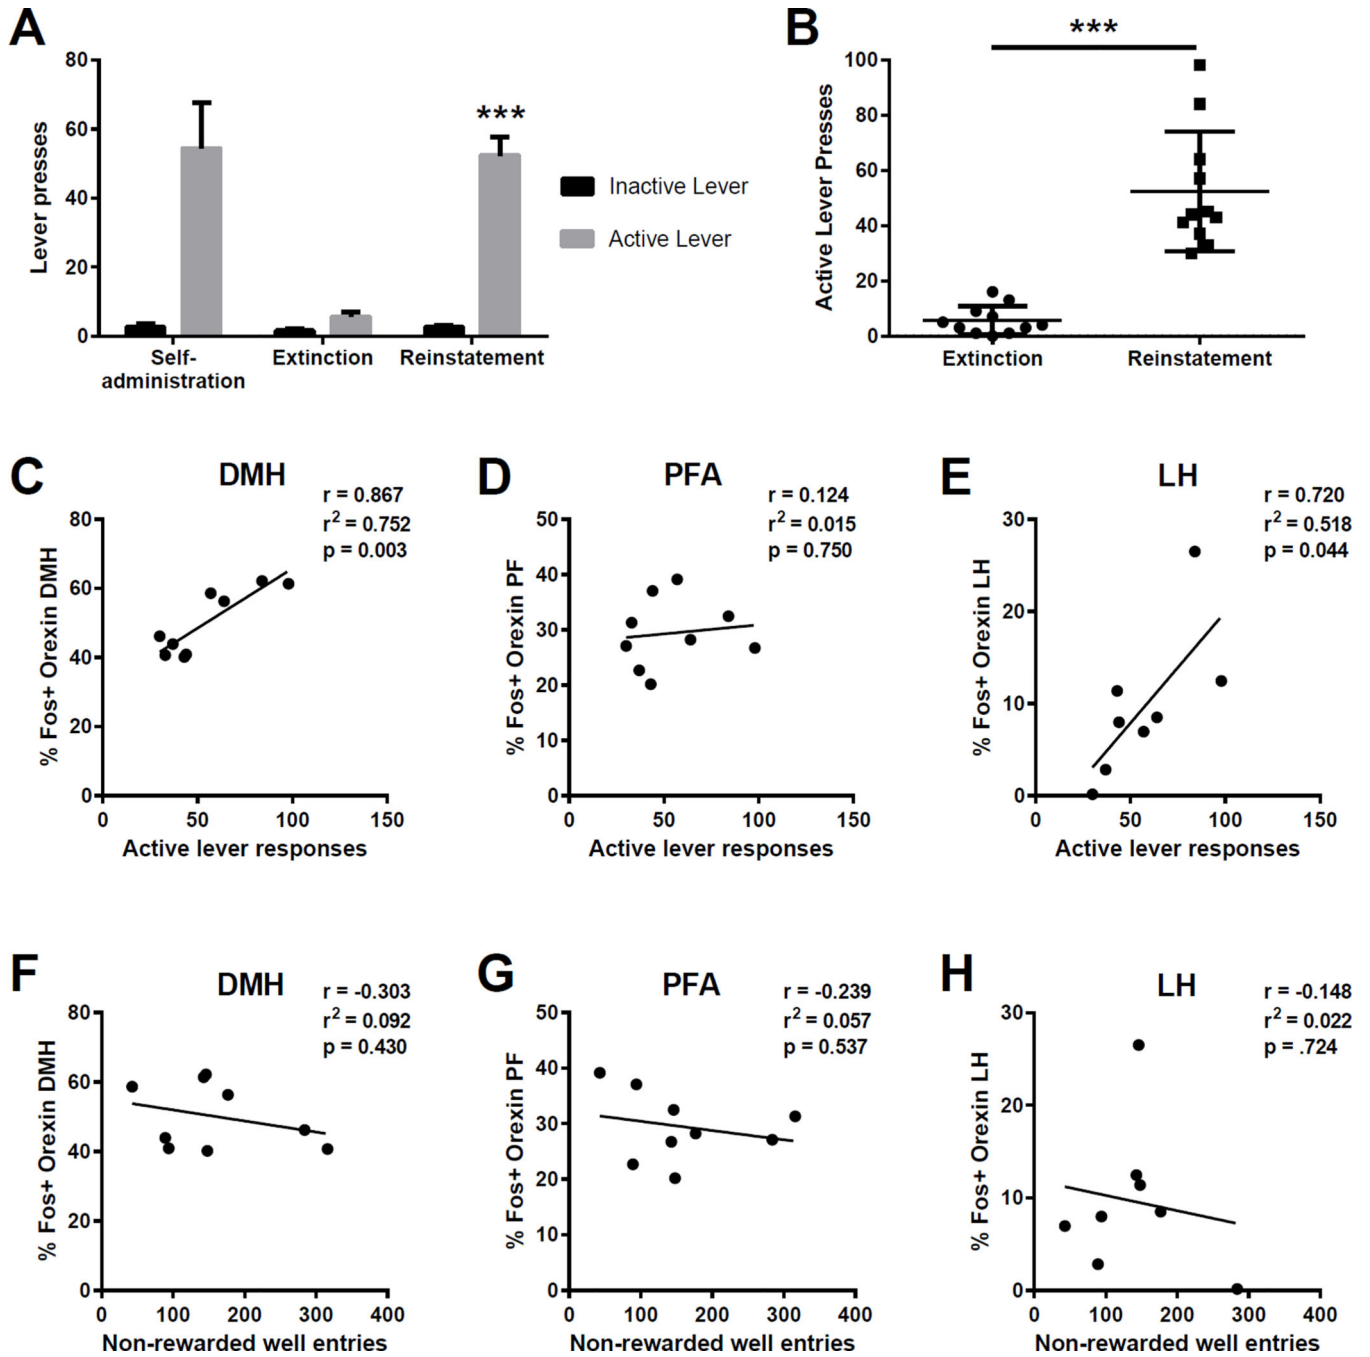 A
80
60
40
20
0
Lever presses
***
Self-
administration
Extinction
Reinstatement
Inactive Lever
Active Lever
B
***
100
80
60
40
20
0
Active Lever Presses
Extinction
Reinstatement
C
DMH
r = 0.867
r2 = 0.752
p = 0.003
80
60
40
20
0
% Fos+ Orexin DMH
0 50 100 150
Active lever responses
D
PFA
r = 0.124
r2 = 0.015
p = 0.750
50
40
30
20
10
0
% Fos+ Orexin PF
0 50 100 150
Active lever responses
E
LH
r = 0.720
r2 = 0.518
p = 0.044
30
20
10
0
% Fos+ Orexin LH
0 50 100 150
Active lever responses
F
DMH
r = -0.303
r2 = 0.092
p = 0.430
80
60
40
20
0
% Fos+ Orexin DMH
0 100 200 300 400
Non-rewarded well entries
G
PFA
r = -0.239
r2 = 0.057
p = 0.537
50
40
30
20
10
0
% Fos+ Orexin PF
0 100 200 300 400
Non-rewarded well entries
H
LH
r = -0.148
r2 = 0.022
p = .724
30
20
10
0
% Fos+ Orexin LH
0 100 200 300 400
Non-rewarded well entries